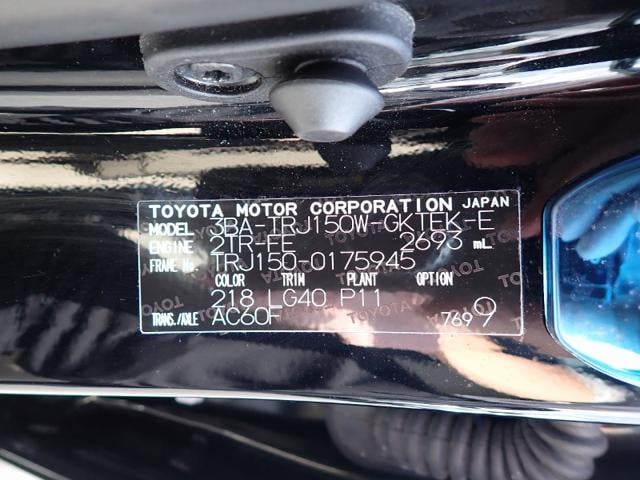 TOYOTA MOTOR CORPORATION JAPAN
MODEL 3BA-TRJ150W-GKTEK-E
ENGINE 2TR-FE 2693 mL
FRAME No. TRJ150-0175945
COLOR TRIM PLANT OPTION
218 LG40 P11
TRANS./AXLE AC60F 769 9